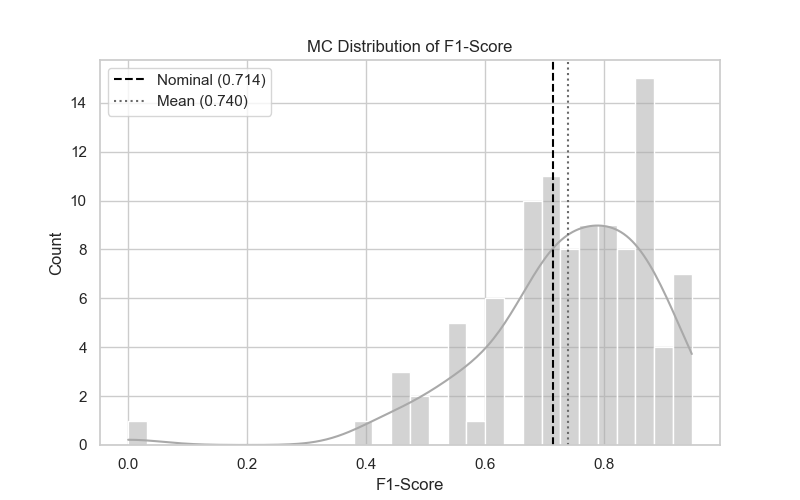 MC Distribution of F1-Score
Nominal (0.714)
Mean (0.740)
14
12
10
8
6
4
2
0
Count
0.0 0.2 0.4 0.6 0.8
F1-Score